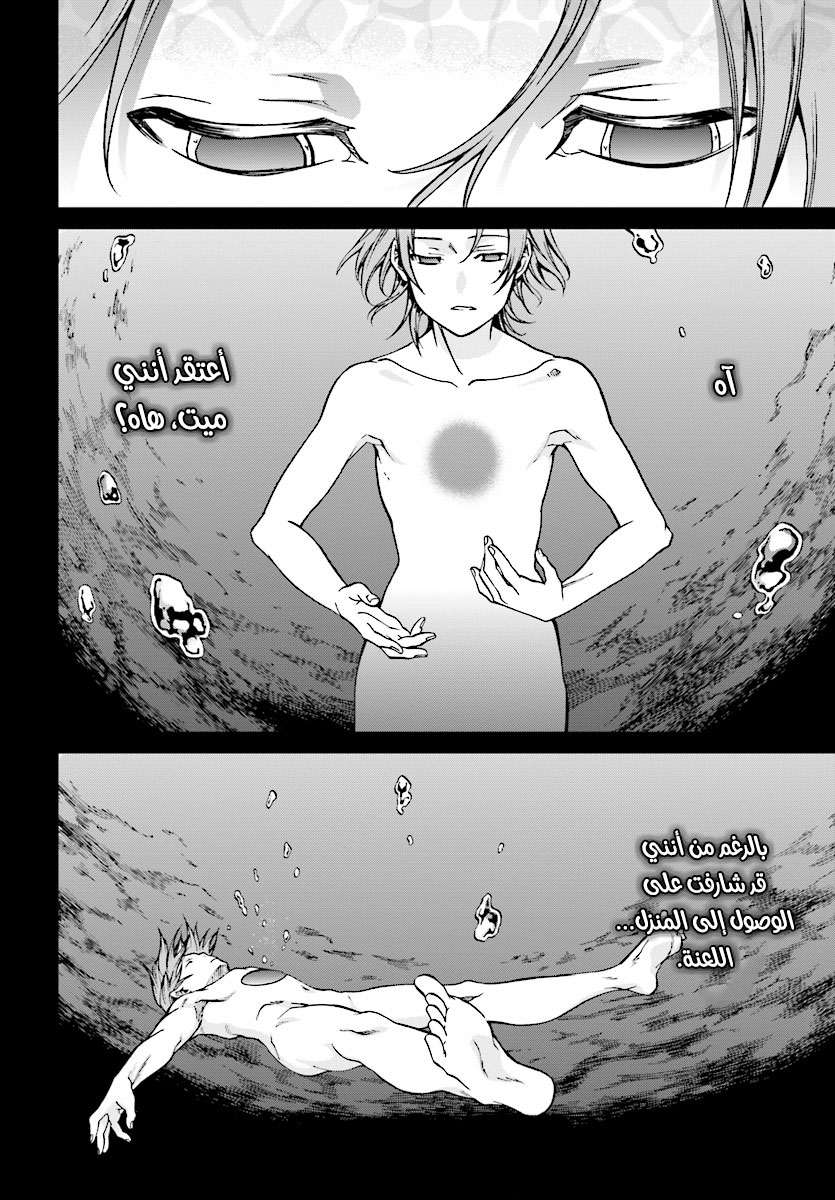 آه
أعتقد أنني
ميت، هاه؟
بالرغم من أنني
قد شارفت على
الوصول إلى المنزل...
اللعنة.